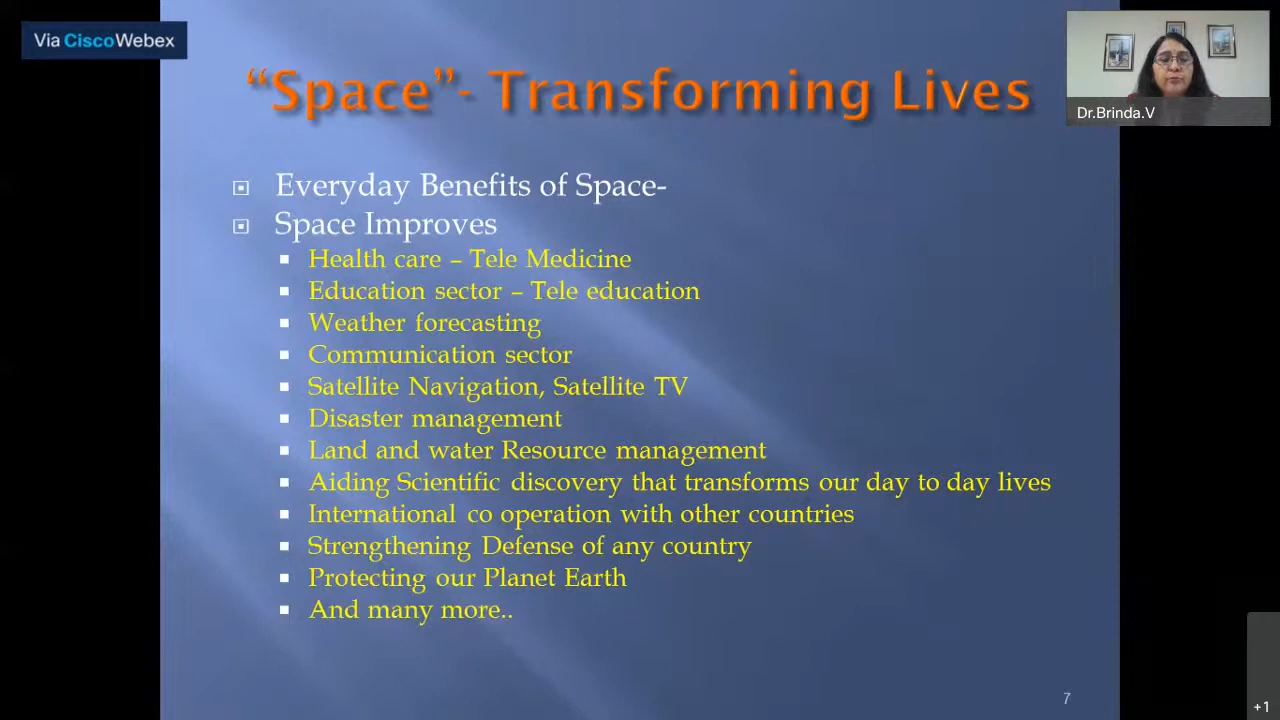 Via CiscoWebex
"Space"- Transforming Lives
Dr.Brinda.V
Everyday Benefits of Space-
Space Improves
Health care – Tele Medicine
Education sector – Tele education
Weather forecasting
Communication sector
Satellite Navigation, Satellite TV
Disaster management
Land and water Resource management
Aiding Scientific discovery that transforms our day to day lives
International co operation with other countries
Strengthening Defense of any country
Protecting our Planet Earth
And many more..
7
+1